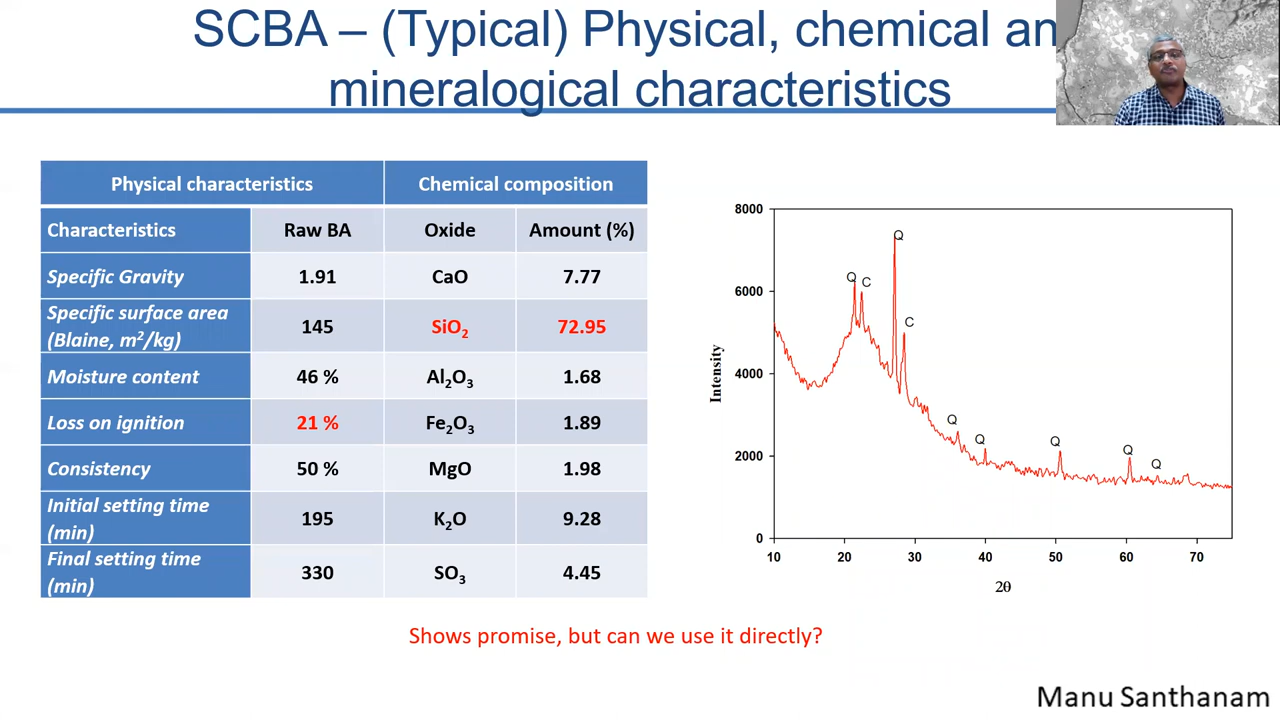 SCBA – (Typical) Physical, chemical an
mineralogical characteristics
Physical characteristics Chemical composition
Characteristics Raw BA Oxide Amount (%)
Specific Gravity 1.91 CaO 7.77
Specific surface area
(Blaine, m²/kg) 145 SiO₂ 72.95
Moisture content 46 % Al₂O₃ 1.68
Loss on ignition 21 % Fe₂O₃ 1.89
Consistency 50 % MgO 1.98
Initial setting time
(min) 195 K₂O 9.28
Final setting time
(min) 330 SO₃ 4.45
8000
6000
4000
2000
0
Intensity
Q
Q C
C
Q
Q
Q
Q
Q
10 20 30 40 50 60 70
2θ
Shows promise, but can we use it directly?
Manu Santhanam